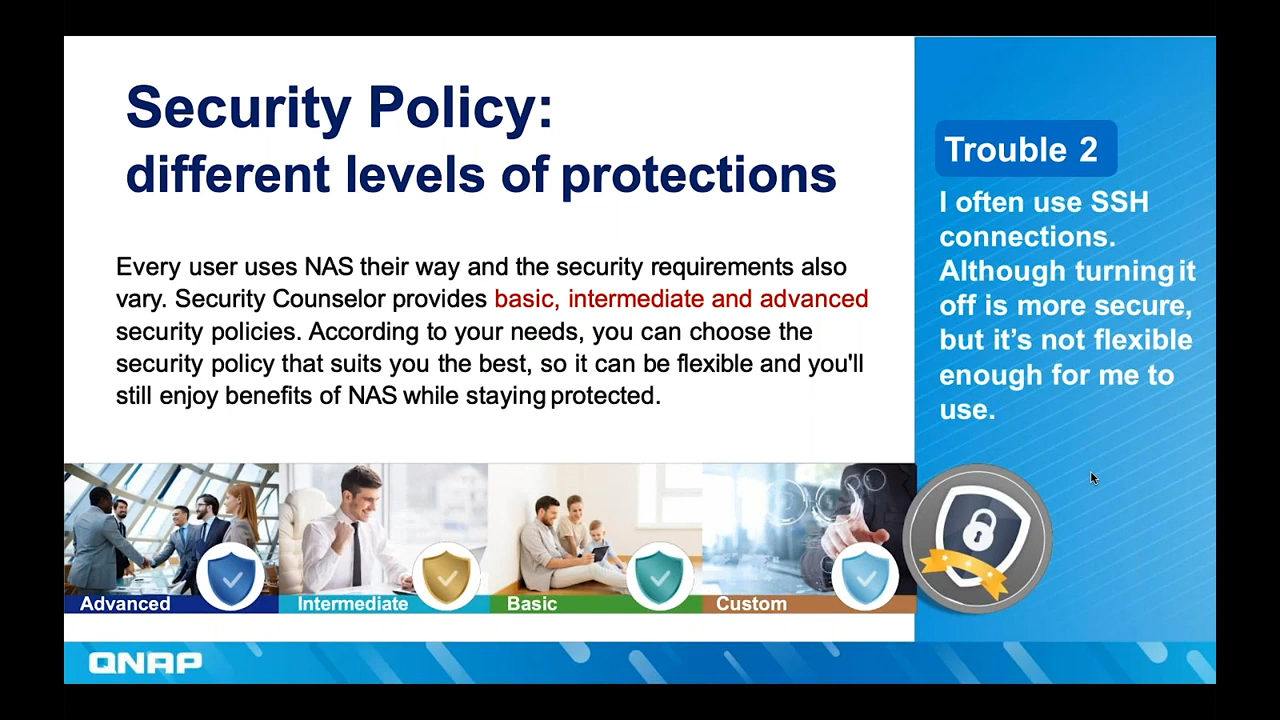 Security Policy:
different levels of protections
Every user uses NAS their way and the security requirements also
vary. Security Counselor provides basic, intermediate and advanced
security policies. According to your needs, you can choose the
security policy that suits you the best, so it can be flexible and you'll
still enjoy benefits of NAS while staying protected.
Advanced
Intermediate
Basic
Custom
Trouble 2
I often use SSH
connections.
Although turning it
off is more secure,
but it’s not flexible
enough for me to
use.
QNAP